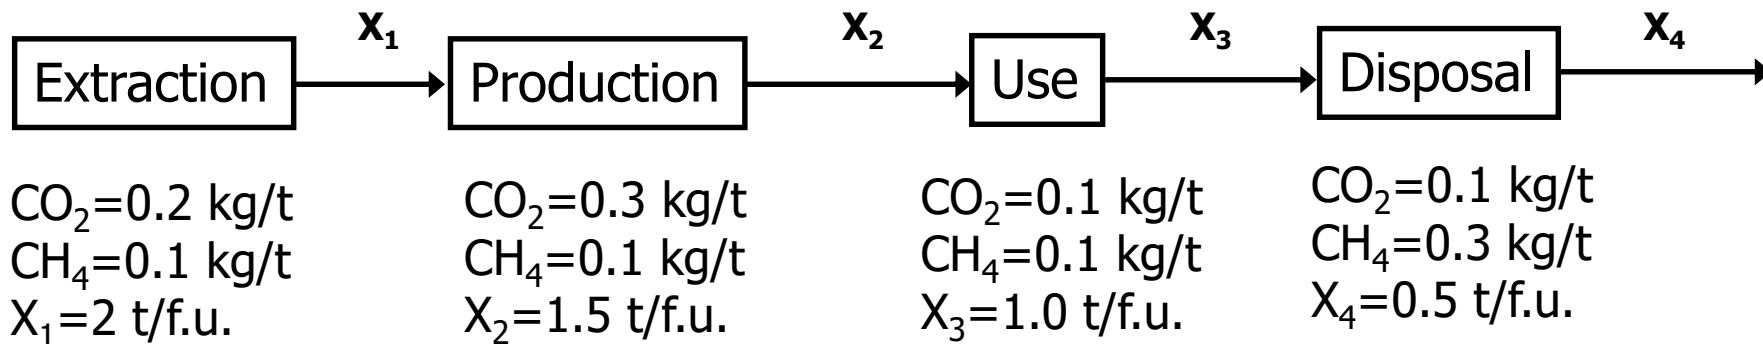 X₁ X₂ X₃ X₄
Extraction Production Use Disposal
CO₂=0.2 kg/t
CH₄=0.1 kg/t
X₁=2 t/f.u.
CO₂=0.3 kg/t
CH₄=0.1 kg/t
X₂=1.5 t/f.u.
CO₂=0.1 kg/t
CH₄=0.1 kg/t
X₃=1.0 t/f.u.
CO₂=0.1 kg/t
CH₄=0.3 kg/t
X₄=0.5 t/f.u.